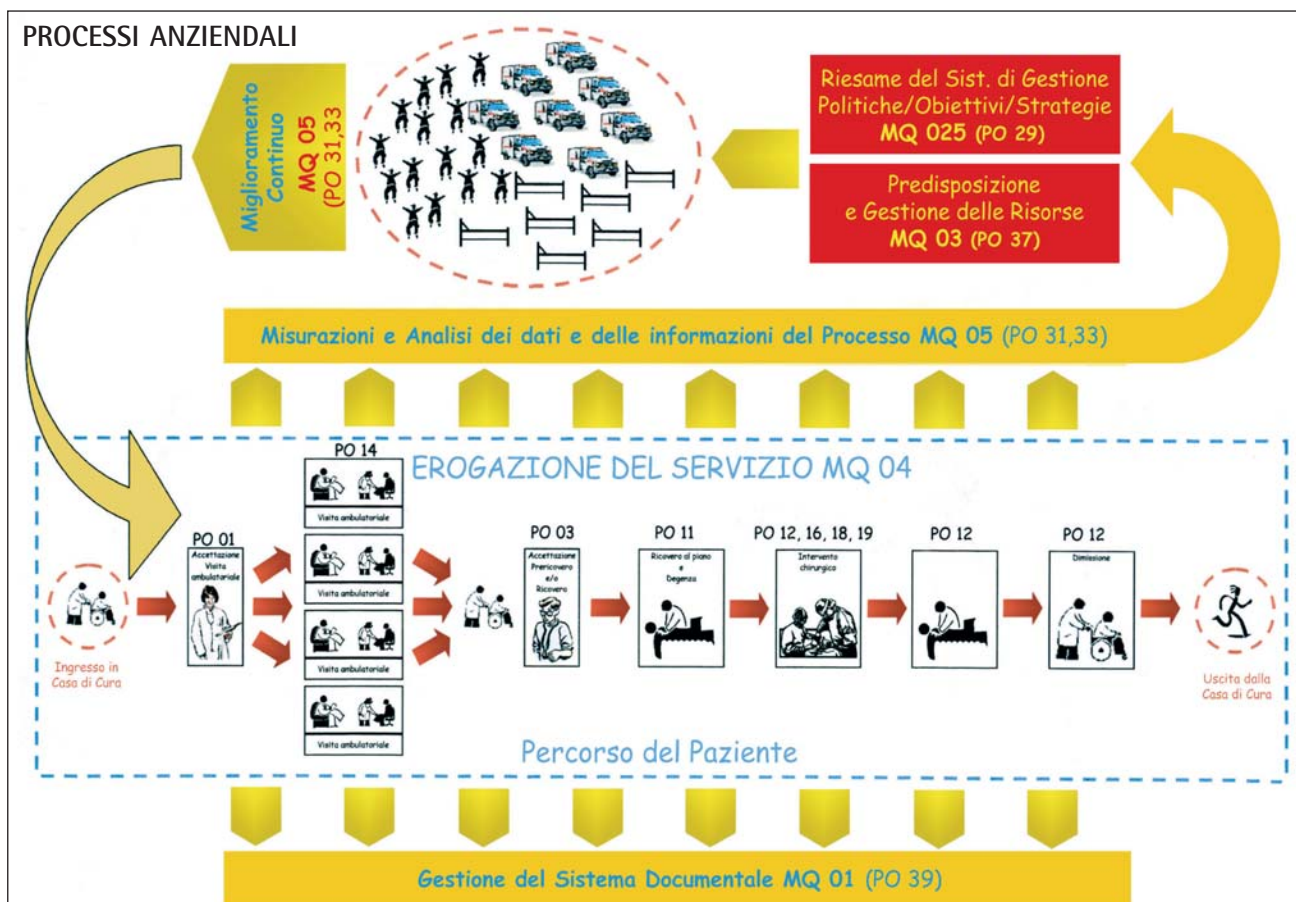 PROCESSI ANZIENDALI
Miglioramento
Continuo
MQ 05
(PO 31,33)
Riesame del Sist. di Gestione
Politiche/Obiettivi/Strategie
MQ 025 (PO 29)
Predisposizione
e Gestione delle Risorse
MQ 03 (PO 37)
Misurazioni e Analisi dei dati e delle informazioni del Processo MQ 05 (PO 31,33)
EROGAZIONE DEL SERVIZIO MQ 04
Ingresso in
Casa di Cura
PO 01
Accettazione
Visita
ambulatoriale
PO 14
Visita ambulatoriale
Visita ambulatoriale
Visita ambulatoriale
Visita ambulatoriale
PO 03
Accettazione
Prericovero
e/o
Ricovero
PO 11
Ricovero al piano
e
Degenza
PO 12, 16, 18, 19
Intervento
chirurgico
PO 12
PO 12
Dimissione
Uscita dalla
Casa di Cura
Percorso del Paziente
Gestione del Sistema Documentale MQ 01 (PO 39)